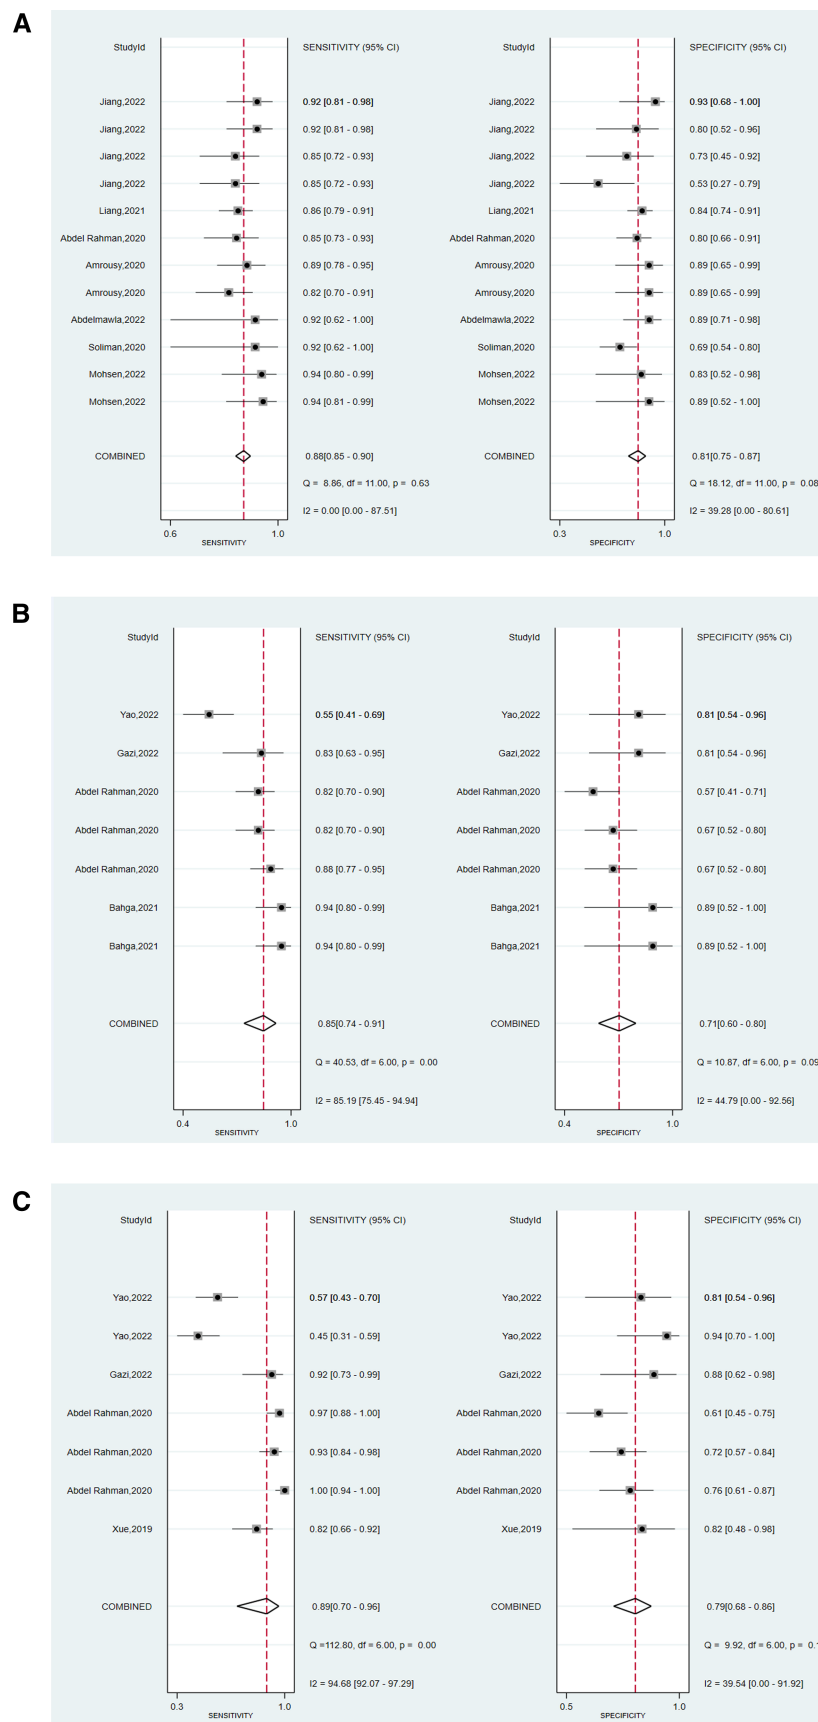 A
StudyId SENSITIVITY (95% CI) StudyId SPECIFICITY (95% CI)
Jiang,2022 0.92 [0.81 - 0.98] Jiang,2022 0.93 [0.68 - 1.00]
Jiang,2022 0.92 [0.81 - 0.98] Jiang,2022 0.80 [0.52 - 0.96]
Jiang,2022 0.85 [0.72 - 0.93] Jiang,2022 0.73 [0.45 - 0.92]
Jiang,2022 0.85 [0.72 - 0.93] Jiang,2022 0.53 [0.27 - 0.79]
Liang,2021 0.86 [0.79 - 0.91] Liang,2021 0.84 [0.74 - 0.91]
Abdel Rahman,2020 0.85 [0.73 - 0.93] Abdel Rahman,2020 0.80 [0.66 - 0.91]
Amrousy,2020 0.89 [0.78 - 0.95] Amrousy,2020 0.89 [0.65 - 0.99]
Amrousy,2020 0.82 [0.70 - 0.91] Amrousy,2020 0.89 [0.65 - 0.99]
Abdelmawla,2022 0.92 [0.62 - 1.00] Abdelmawla,2022 0.89 [0.71 - 0.98]
Soliman,2020 0.92 [0.62 - 1.00] Soliman,2020 0.69 [0.54 - 0.80]
Mohsen,2022 0.94 [0.80 - 0.99] Mohsen,2022 0.83 [0.52 - 0.98]
Mohsen,2022 0.94 [0.81 - 0.99] Mohsen,2022 0.89 [0.52 - 1.00]
COMBINED 0.88[0.85 - 0.90] COMBINED 0.81[0.75 - 0.87]
Q = 8.86, df = 11.00, p = 0.63 Q = 18.12, df = 11.00, p = 0.08
I2 = 0.00 [0.00 - 87.51] I2 = 39.28 [0.00 - 80.61]
0.6 1.0 0.3 1.0
SENSITIVITY SPECIFICITY
B
StudyId SENSITIVITY (95% CI) StudyId SPECIFICITY (95% CI)
Yao,2022 0.55 [0.41 - 0.69] Yao,2022 0.81 [0.54 - 0.96]
Gazi,2022 0.83 [0.63 - 0.95] Gazi,2022 0.81 [0.54 - 0.96]
Abdel Rahman,2020 0.82 [0.70 - 0.90] Abdel Rahman,2020 0.57 [0.41 - 0.71]
Abdel Rahman,2020 0.82 [0.70 - 0.90] Abdel Rahman,2020 0.67 [0.52 - 0.80]
Abdel Rahman,2020 0.88 [0.77 - 0.95] Abdel Rahman,2020 0.67 [0.52 - 0.80]
Bahga,2021 0.94 [0.80 - 0.99] Bahga,2021 0.89 [0.52 - 1.00]
Bahga,2021 0.94 [0.80 - 0.99] Bahga,2021 0.89 [0.52 - 1.00]
COMBINED 0.85[0.74 - 0.91] COMBINED 0.71[0.60 - 0.80]
Q = 40.53, df = 6.00, p = 0.00 Q = 10.87, df = 6.00, p = 0.09
I2 = 85.19 [75.45 - 94.94] I2 = 44.79 [0.00 - 92.56]
0.4 1.0 0.4 1.0
SENSITIVITY SPECIFICITY
C
StudyId SENSITIVITY (95% CI) StudyId SPECIFICITY (95% CI)
Yao,2022 0.57 [0.43 - 0.70] Yao,2022 0.81 [0.54 - 0.96]
Yao,2022 0.45 [0.31 - 0.59] Yao,2022 0.94 [0.70 - 1.00]
Gazi,2022 0.92 [0.73 - 0.99] Gazi,2022 0.88 [0.62 - 0.98]
Abdel Rahman,2020 0.97 [0.88 - 1.00] Abdel Rahman,2020 0.61 [0.45 - 0.75]
Abdel Rahman,2020 0.93 [0.84 - 0.98] Abdel Rahman,2020 0.72 [0.57 - 0.84]
Abdel Rahman,2020 1.00 [0.94 - 1.00] Abdel Rahman,2020 0.76 [0.61 - 0.87]
Xue,2019 0.82 [0.66 - 0.92] Xue,2019 0.82 [0.48 - 0.98]
COMBINED 0.89[0.70 - 0.96] COMBINED 0.79[0.68 - 0.86]
Q =112.80, df = 6.00, p = 0.00 Q = 9.92, df = 6.00, p =
I2 = 94.68 [92.07 - 97.29] I2 = 39.54 [0.00 - 91.92]
0.3 1.0 0.5 1.0
SENSITIVITY SPECIFICITY